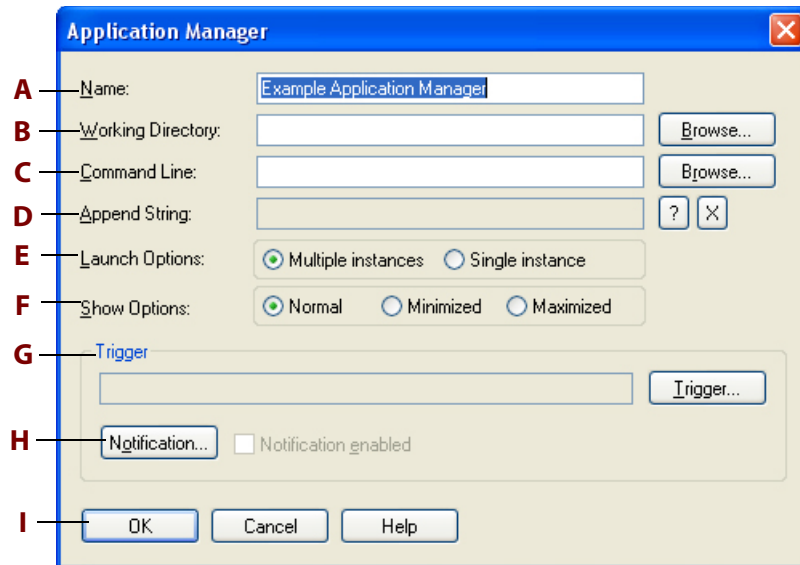 Application Manager
A Name: Example Application Manager
B Working Directory: Browse...
C Command Line: Browse...
D Append String: ? X
E Launch Options: Multiple instances Single instance
F Show Options: Normal Minimized Maximized
G Trigger
Trigger...
H Notification... Notification enabled
I OK Cancel Help